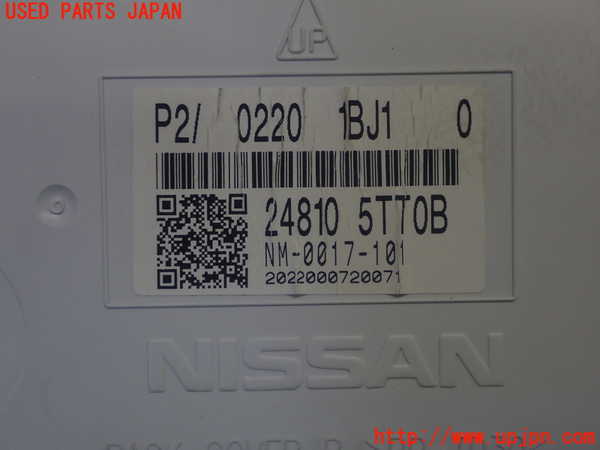 USED PARTS JAPAN
UP
P2/ 0220 1BJ1 0
24810 5TT0B
NM-0017-101
2022000720071
NISSAN
http://www.upjpn.com